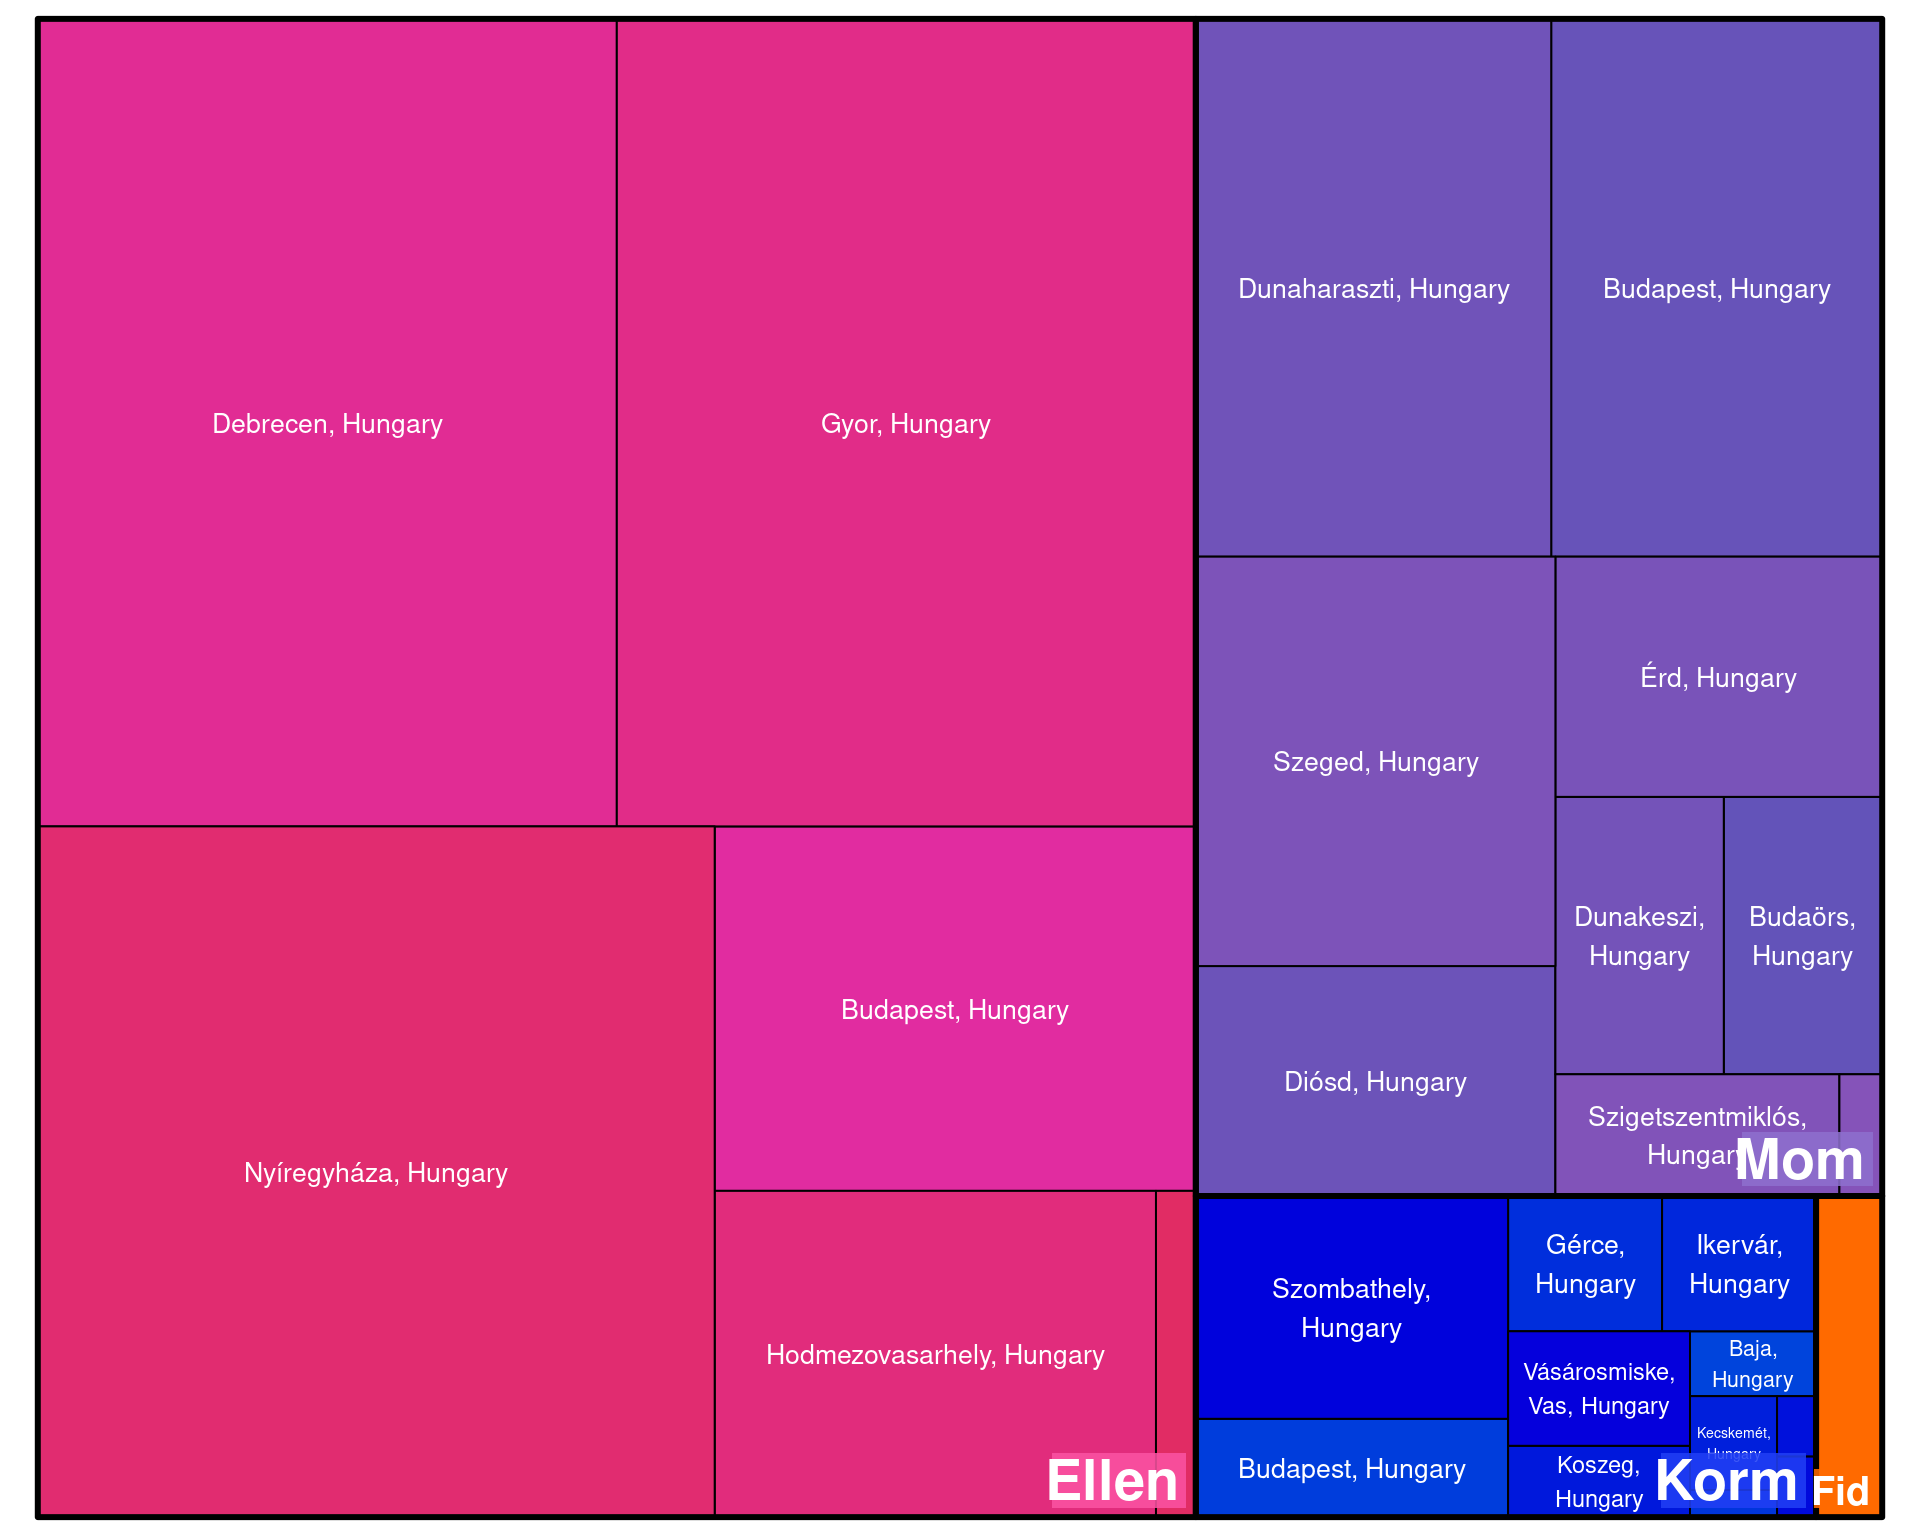 Debrecen, Hungary
Gyor, Hungary
Nyíregyháza, Hungary
Budapest, Hungary
Hodmezovasarhely, Hungary
Ellen
Dunaharaszti, Hungary
Budapest, Hungary
Szeged, Hungary
Érd, Hungary
Dunakeszi,
Hungary
Budaörs,
Hungary
Diósd, Hungary
Szigetszentmiklós,
Hungary
Mom
Szombathely,
Hungary
Budapest, Hungary
Gérce,
Hungary
Ikervár,
Hungary
Vásárosmiske,
Vas, Hungary
Baja,
Hungary
Kecskemét,
Hungary
Koszeg,
Hungary
Korm
Fid